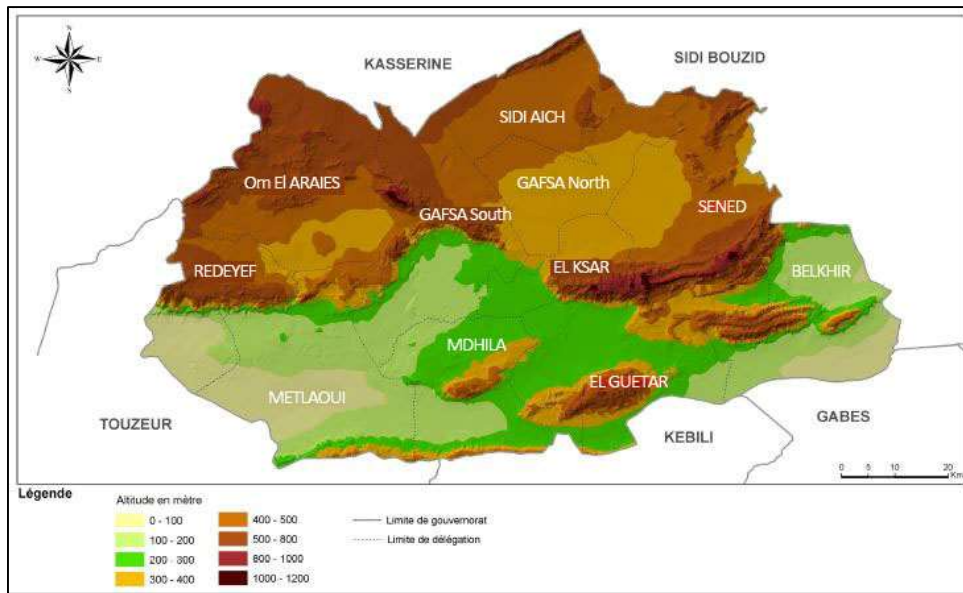 N
W E
S
KASSERINE
SIDI BOUZID
SIDI AICH
Om El ARAIES
GAFSA North
SENED
GAFSA South
REDEYEF
EL KSAR
BELKHIR
MDHILA
METLAOUI
EL GUETAR
TOUZEUR
KEBILI
GABES
0 5 10 20
Km
Légende
Altitude en mètre
0 - 100
100 - 200
200 - 300
300 - 400
400 - 500
500 - 800
800 - 1000
1000 - 1200
Limite de gouvernorat
Limite de délégation